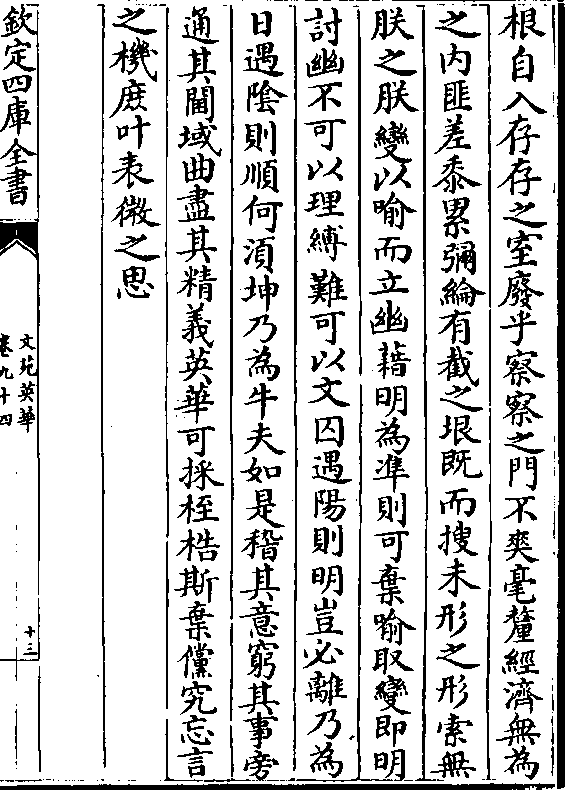 根自入存存之室廢乎察察之門不爽毫釐經濟無為
之内匪差黍累彌綸有截之垠既而搜未形之形索無
朕之朕變以喻而立幽藉明為準則可棄喻取變即明
討幽不可以理縛難可以文囚遇陽則明豈必離乃為
日遇隂則順何湏坤乃為牛夫如是稽其意窮其事旁
通其閫域曲盡其精義英華可採桎梏斯棄儻究忘言
之機庶叶表微之思
欽定四庫全書
文苑英華
卷九十四
十三